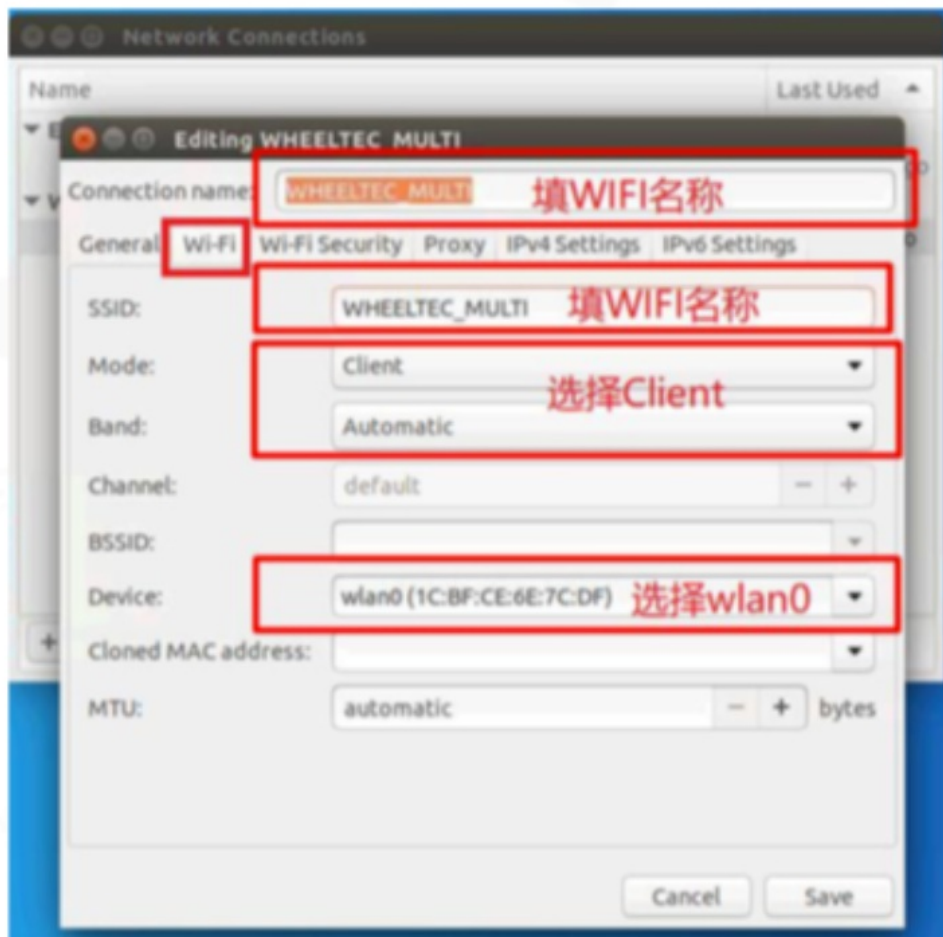 Network Connections
Name Last Used
Editing WHEELTEC_MULTI
Connection name: WHEELTEC_MULTI 填WIFI名称
General Wi-Fi Wi-Fi Security Proxy IPv4 Settings IPv6 Settings
SSID: WHEELTEC_MULTI 填WIFI名称
Mode: Client
选择Client
Band: Automatic
Channel: default − +
BSSID:
Device: wlan0 (1C:BF:CE:6E:7C:DF) 选择wlan0
Cloned MAC address:
MTU: automatic − + bytes
Cancel Save